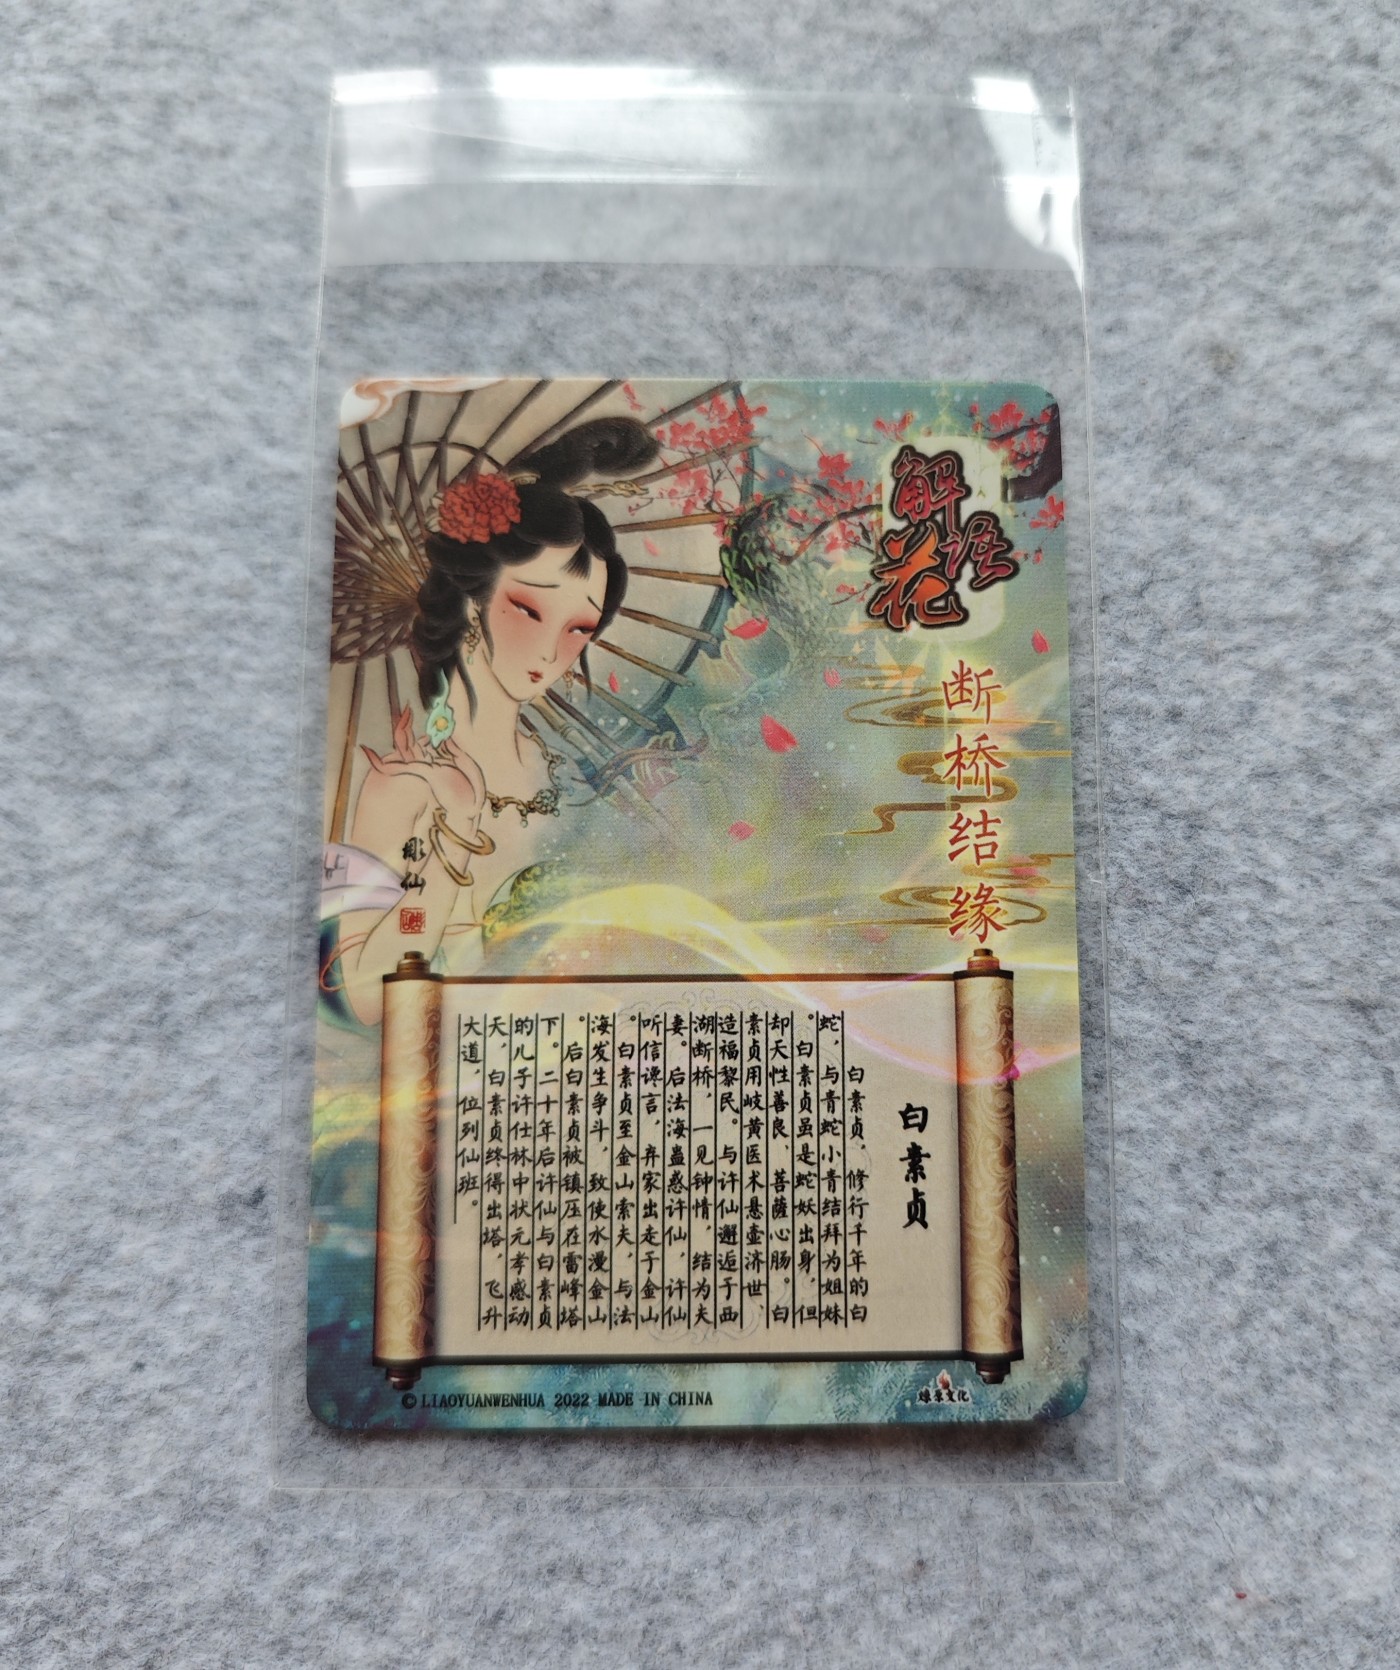 解语花
断桥结缘
白素贞
白素贞，修行千年的白
蛇，与青蛇小青结拜为姐妹
。白素贞虽是蛇妖出身，但
却天性善良、菩萨心肠。白
素贞用岐黄医术悬壶济世、
造福黎民。与许仙邂逅于西
湖断桥，一见钟情，结为夫
妻。后法海蛊惑许仙，许仙
听信谗言，弃家出走于金山
。白素贞至金山索夫，与法
海发生争斗，致使水漫金山
。后白素贞被镇压在雷峰塔
下。二十年后许仙与白素贞
的儿子许仕林中状元孝感动
天，白素贞终得出塔，飞升
大道，位列仙班。
彫仙
© LIAOYUANWENHUA 2022 MADE IN CHINA
燎原文化